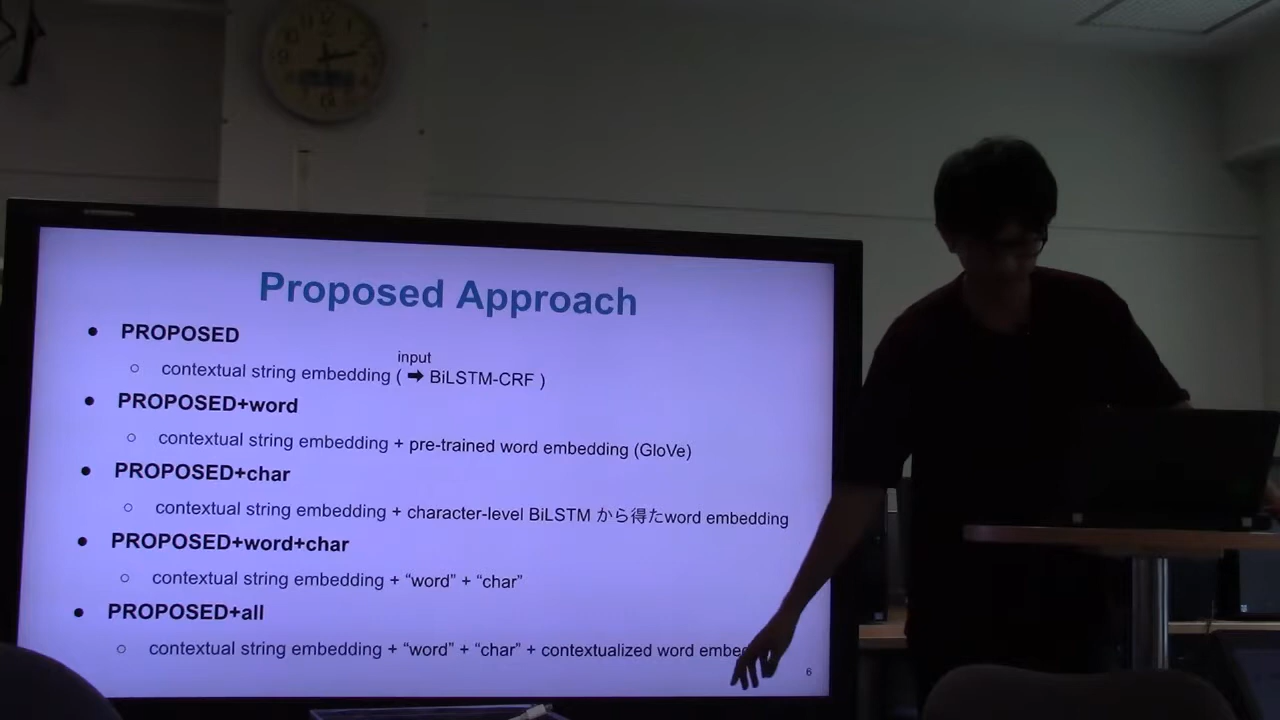 Proposed Approach
● PROPOSED
input
○ contextual string embedding ( ➡ BiLSTM-CRF )
● PROPOSED+word
○ contextual string embedding + pre-trained word embedding (GloVe)
● PROPOSED+char
○ contextual string embedding + character-level BiLSTM から得たword embedding
● PROPOSED+word+char
○ contextual string embedding + “word” + “char”
● PROPOSED+all
○ contextual string embedding + “word” + “char” + contextualized word
6